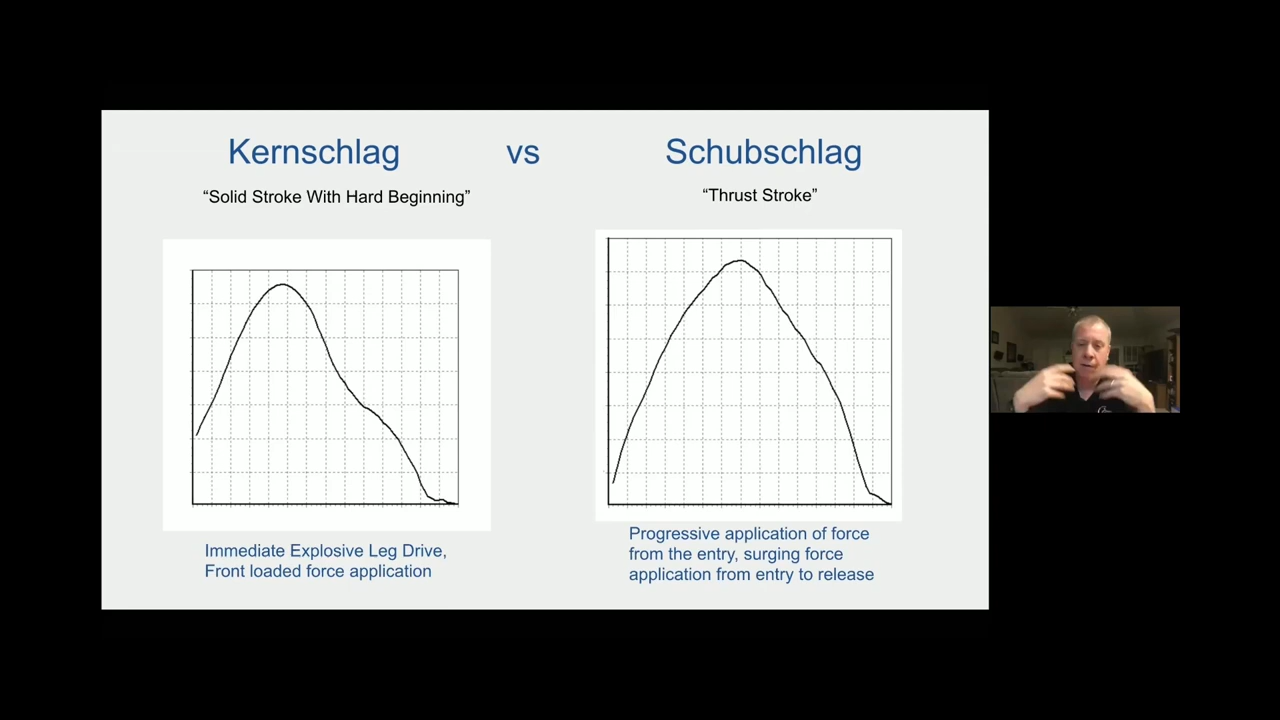 Kernschlag vs Schubschlag
“Solid Stroke With Hard Beginning”
“Thrust Stroke”
Immediate Explosive Leg Drive,
Front loaded force application
Progressive application of force
from the entry, surging force
application from entry to release